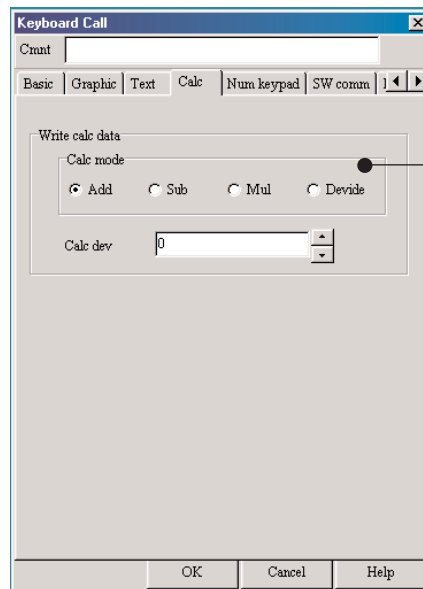 Keyboard Call
Cmnt
Basic Graphic Text Calc Num keypad SW comm
Write calc data
Calc mode
Add Sub Mul Devide
Calc dev 0
OK Cancel Help